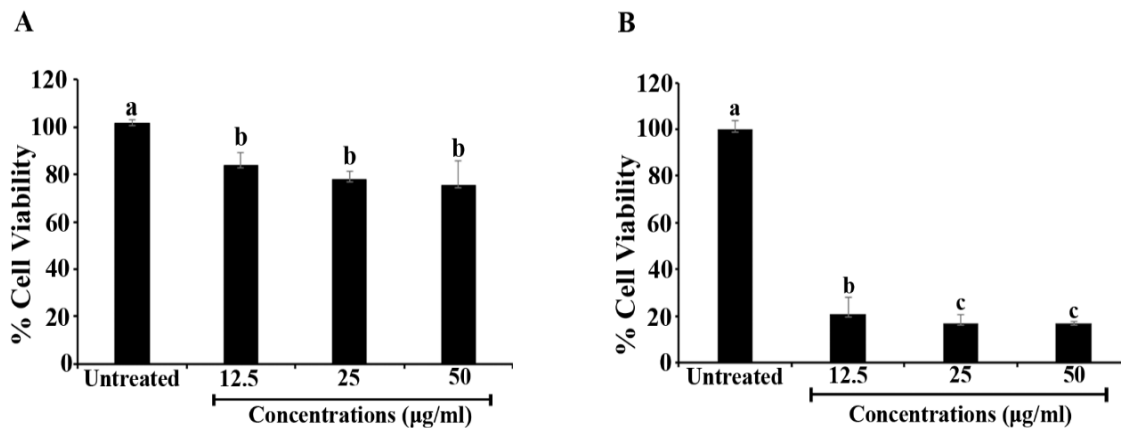 A
% Cell Viability
120
100
80
60
40
20
0
a
b
b
b
Untreated
12.5
25
50
Concentrations (µg/ml)
B
% Cell Viability
120
100
80
60
40
20
0
a
b
c
c
Untreated
12.5
25
50
Concentrations (µg/ml)